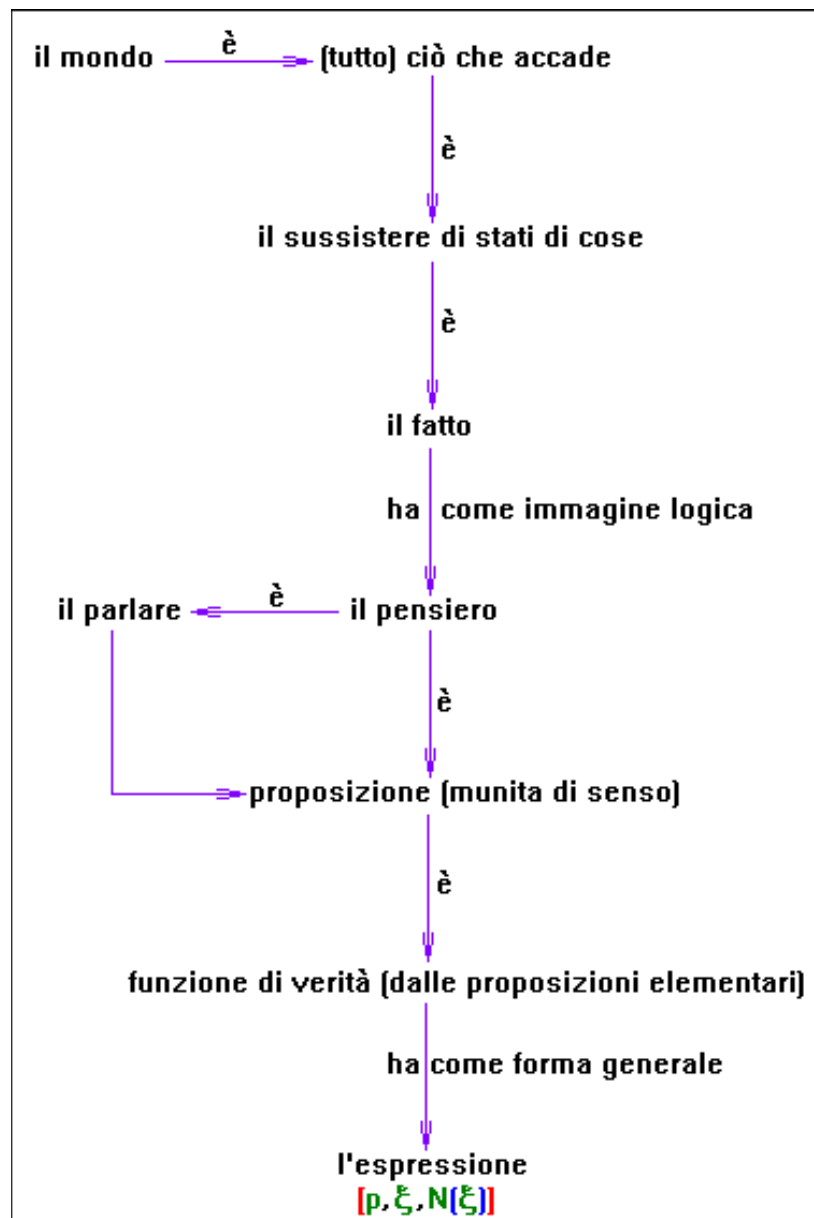 il mondo è (tutto) ciò che accade
è
il sussistere di stati di cose
è
il fatto
ha come immagine logica
il parlare è il pensiero
è
proposizione (munita di senso)
è
funzione di verità (dalle proposizioni elementari)
ha come forma generale
l'espressione
[p,ξ,N(ξ)]